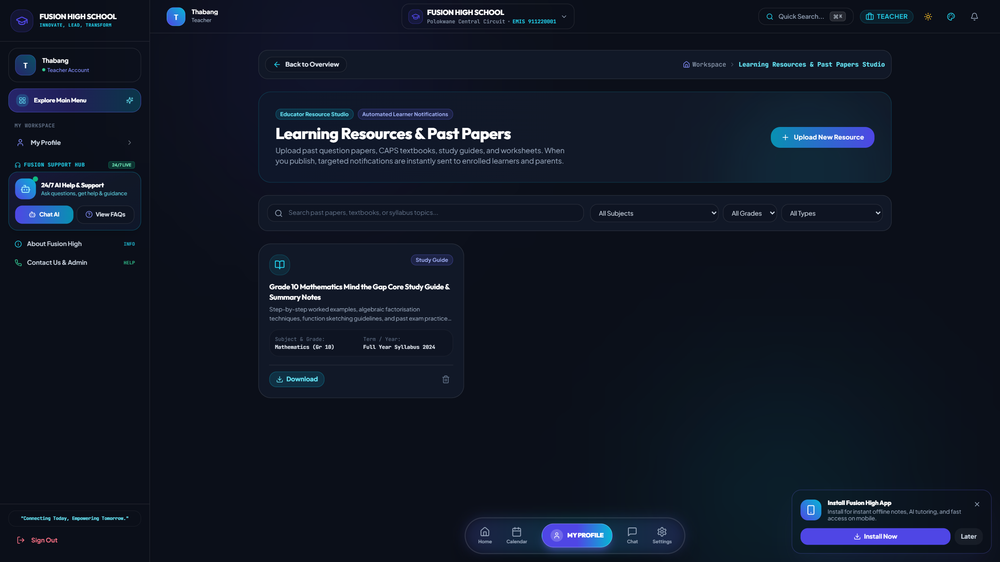 FUSION HIGH SCHOOL
INNOVATE, LEAD, TRANSFORM
T
Thabang
Teacher Account
Explore Main Menu
MY WORKSPACE
My Profile
FUSION SUPPORT HUB
24/7 LIVE
24/7 AI Help & Support
Ask questions, get help & guidance
Chat AI
View FAQs
About Fusion High
INFO
Contact Us & Admin
HELP
"Connecting Today, Empowering Tomorrow."
Sign Out
T
Thabang
Teacher
FUSION HIGH SCHOOL
Polokwane Central Circuit • EMIS 911220001
Quick Search...
⌘K
TEACHER
Back to Overview
Workspace
Learning Resources & Past Papers Studio
Educator Resource Studio
Automated Learner Notifications
Learning Resources & Past Papers
Upload past question papers, CAPS textbooks, study guides, and worksheets. When
you publish, targeted notifications are instantly sent to enrolled learners and parents.
Upload New Resource
Search past papers, textbooks, or syllabus topics...
All Subjects
All Grades
All Types
Study Guide
Grade 10 Mathematics Mind the Gap Core Study Guide &
Summary Notes
Step-by-step worked examples, algebraic factorisation
techniques, function sketching guidelines, and past exam practice...
Subject & Grade:
Mathematics (Gr 10)
Term / Year:
Full Year Syllabus 2024
Download
Home
Calendar
MY PROFILE
Chat
Settings
Install Fusion High App
Install for instant offline notes, AI tutoring, and fast
access on mobile.
Install Now
Later